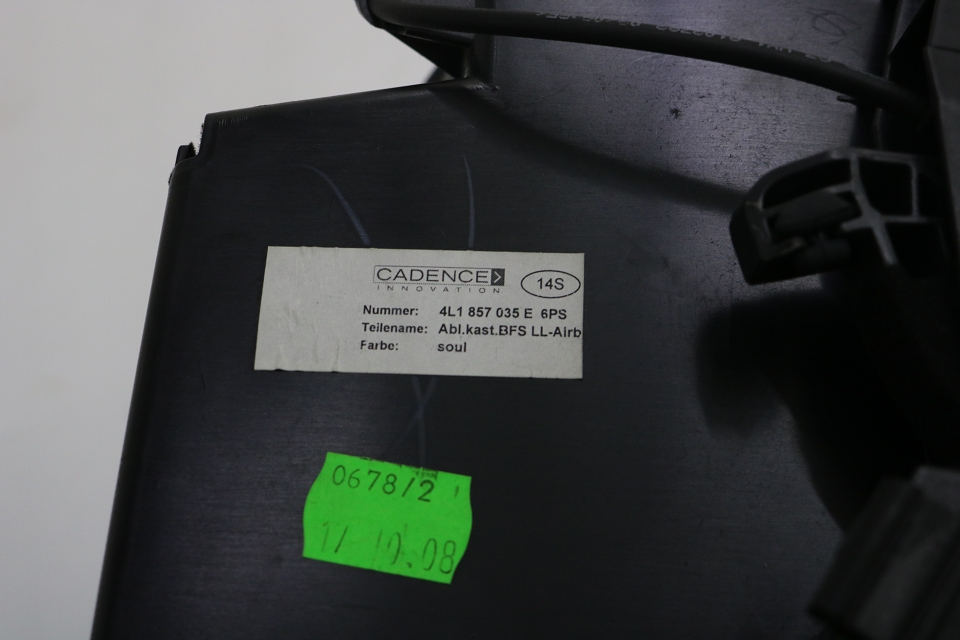 CADENCE
INNOVATION
14S
Nummer: 4L1 857 035 E 6PS
Teilename: Abl.kast.BFS LL-Airb
Farbe: soul
0678/2
17 10.08